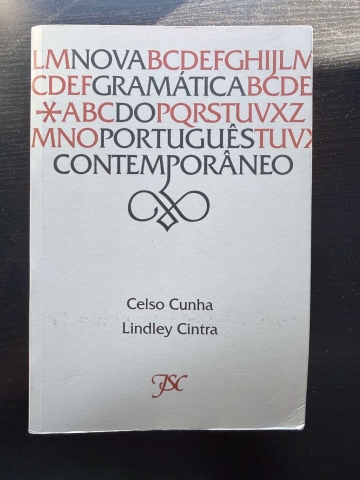 LMNOVABCDEFGHIJLM
CDEFGRAMÁTICABCDE
*ABCDOPQRSTUVXZ
MNOPORTUGUÊSTUVX
CONTEMPORÂNEO
Celso Cunha
Lindley Cintra
JSC